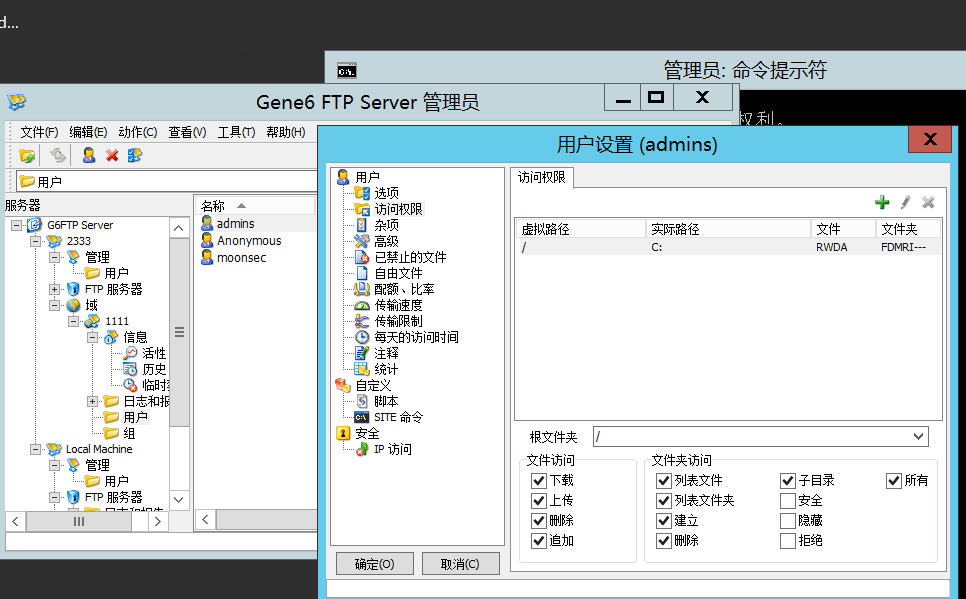 d...
管理员: 命令提示符
权利。
Gene6 FTP Server 管理员
文件(F) 编辑(E) 动作(C) 查看(V) 工具(T) 帮助(H)
用户
服务器
G6FTP Server
2333
管理
用户
FTP 服务器
域
1111
信息
活性
历史
临时
日志和报
用户
组
Local Machine
管理
用户
FTP 服务器
日志和报告
名称
admins
Anonymous
moonsec
用户设置 (admins)
用户
选项
访问权限
杂项
高级
已禁止的文件
自由文件
配额、比率
传输速度
传输限制
每天的访问时间
注释
统计
自定义
脚本
SITE 命令
安全
IP 访问
确定(O) 取消(C)
访问权限
虚拟路径 实际路径 文件 文件夹
/ C: RWDA FDMRI---
根文件夹 /
文件访问
下载
上传
删除
追加
文件夹访问
列表文件 子目录 所有
列表文件夹 安全
建立 隐藏
删除 拒绝